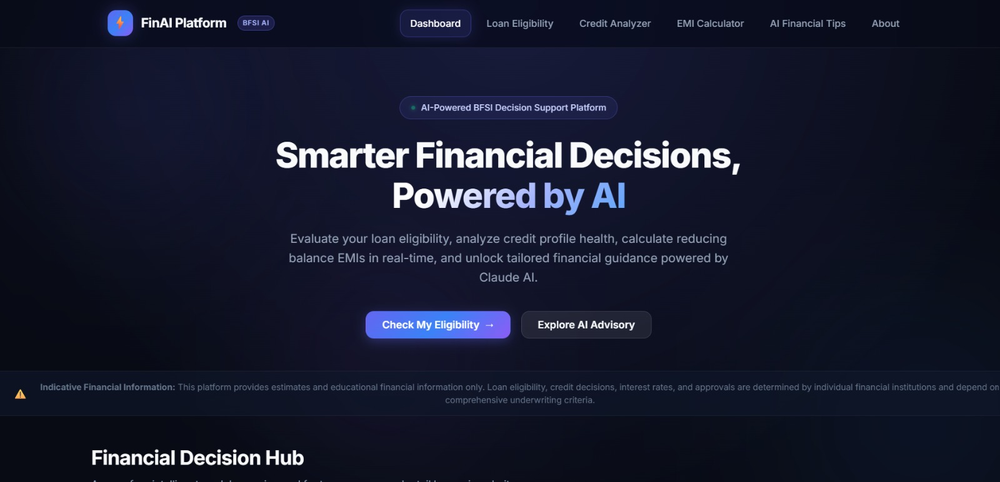 FinAI Platform
BFSI AI
Dashboard
Loan Eligibility
Credit Analyzer
EMI Calculator
AI Financial Tips
About
AI-Powered BFSI Decision Support Platform
Smarter Financial Decisions,
Powered by AI
Evaluate your loan eligibility, analyze credit profile health, calculate reducing
balance EMIs in real-time, and unlock tailored financial guidance powered by
Claude AI.
Check My Eligibility →
Explore AI Advisory
Indicative Financial Information: This platform provides estimates and educational financial information only. Loan eligibility, credit decisions, interest rates, and approvals are determined by individual financial institutions and depend on
comprehensive underwriting criteria.
Financial Decision Hub